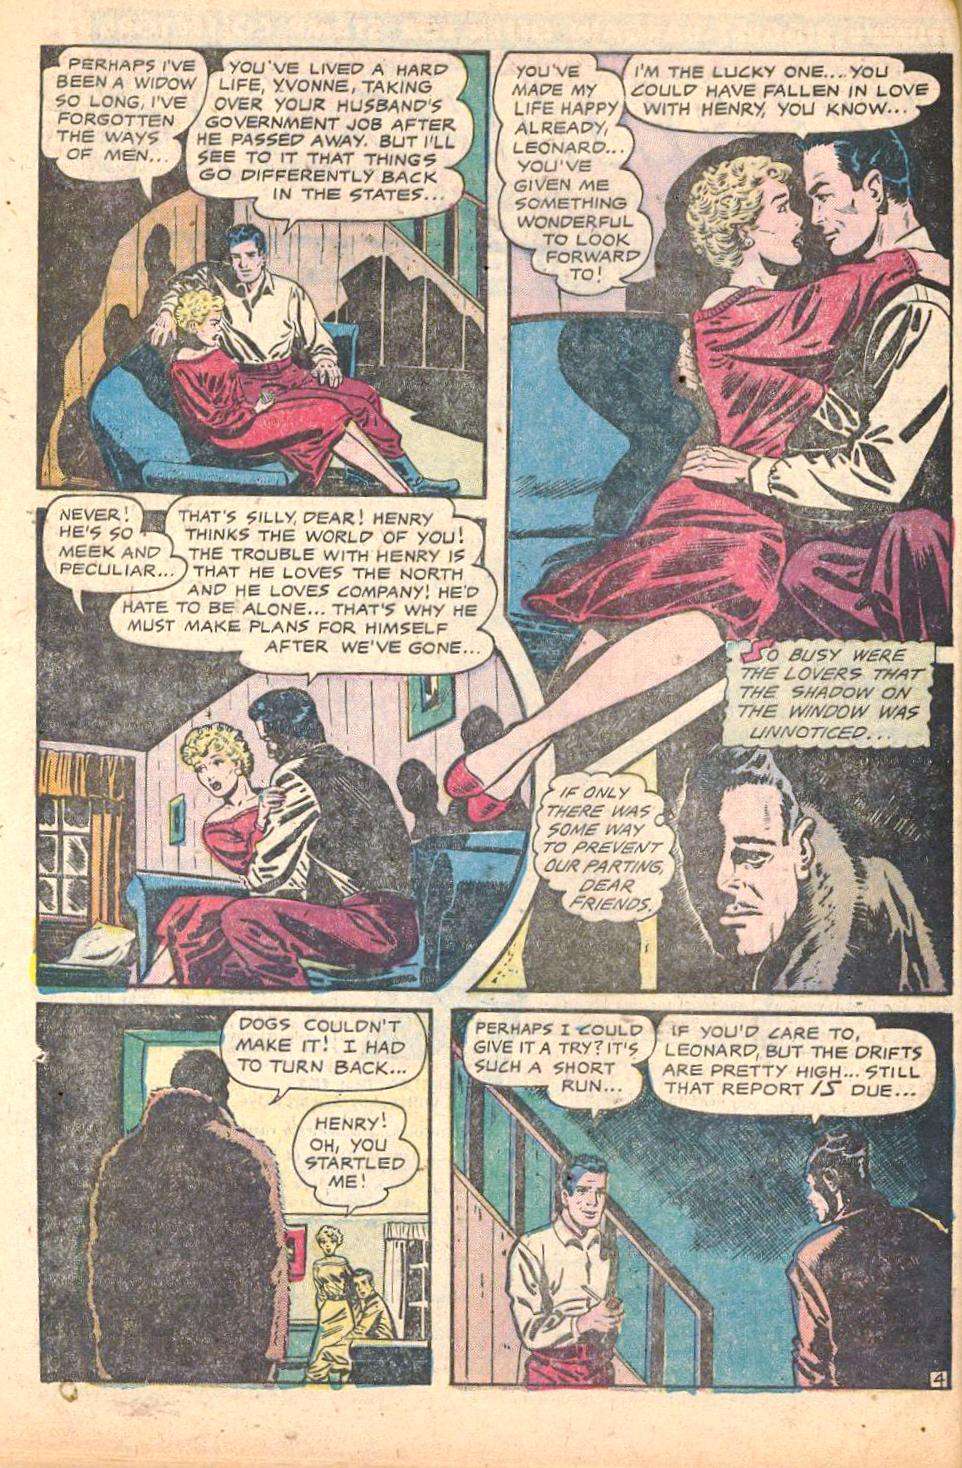 PERHAPS I'VE
BEEN A WIDOW
SO LONG, I'VE
FORGOTTEN
THE WAYS
OF MEN...
YOU'VE LIVED A HARD
LIFE, YVONNE, TAKING
OVER YOUR HUSBAND'S
GOVERNMENT JOB AFTER
HE PASSED AWAY. BUT I'LL
SEE TO IT THAT THINGS
GO DIFFERENTLY BACK
IN THE STATES...
YOU'VE
MADE MY
LIFE HAPPY
ALREADY,
LEONARD...
YOU'VE
GIVEN ME
SOMETHING
WONDERFUL
TO LOOK
FORWARD
TO!
I'M THE LUCKY ONE...YOU
COULD HAVE FALLEN IN LOVE
WITH HENRY, YOU KNOW...
NEVER!
HE'S SO
MEEK AND
PECULIAR...
THAT'S SILLY, DEAR! HENRY
THINKS THE WORLD OF YOU!
THE TROUBLE WITH HENRY IS
THAT HE LOVES THE NORTH
AND HE LOVES COMPANY! HE'D
HATE TO BE ALONE... THAT'S WHY HE
MUST MAKE PLANS FOR HIMSELF
AFTER WE'VE GONE...
SO BUSY WERE
THE LOVERS THAT
THE SHADOW ON
THE WINDOW WAS
UNNOTICED...
IF ONLY
THERE WAS
SOME WAY
TO PREVENT
OUR PARTING,
DEAR
FRIENDS.
DOGS COULDN'T
MAKE IT! I HAD
TO TURN BACK...
HENRY!
OH, YOU
STARTLED
ME!
PERHAPS I COULD
GIVE IT A TRY? IT'S
SUCH A SHORT
RUN...
IF YOU'D CARE TO,
LEONARD, BUT THE DRIFTS
ARE PRETTY HIGH... STILL
THAT REPORT IS DUE...
4